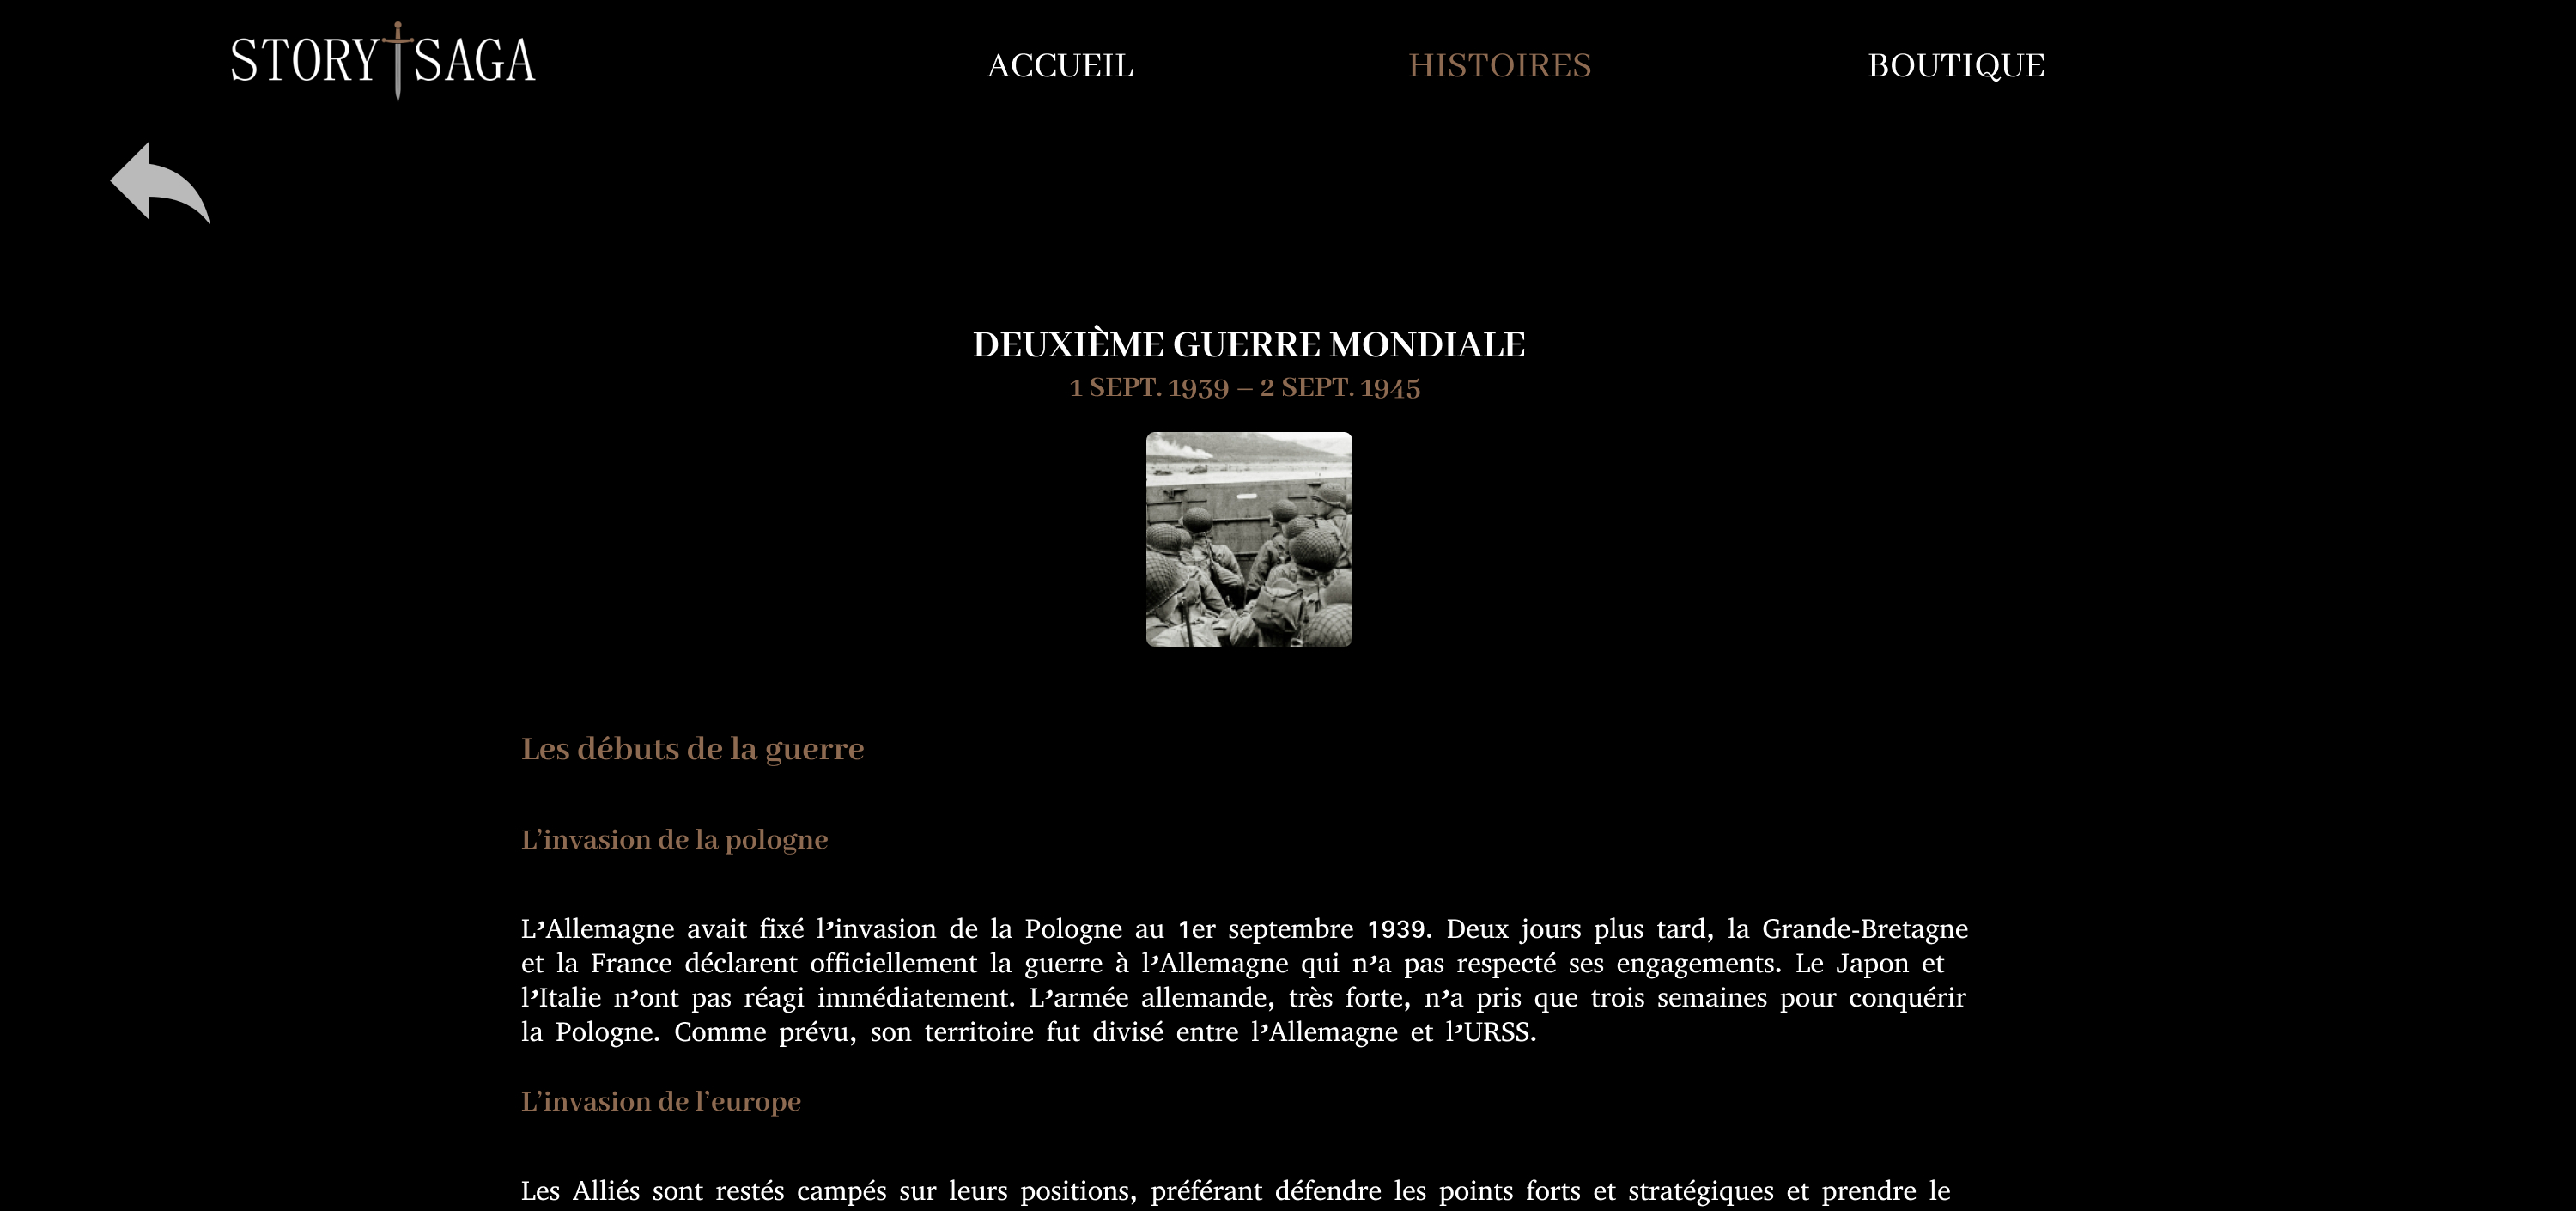 STORY SAGA
ACCUEIL
HISTOIRES
BOUTIQUE
DEUXIÈME GUERRE MONDIALE
1 SEPT. 1939 – 2 SEPT. 1945
Les débuts de la guerre
L’invasion de la pologne
L’Allemagne avait fixé l’invasion de la Pologne au 1er septembre 1939. Deux jours plus tard, la Grande-Bretagne
et la France déclarent officiellement la guerre à l’Allemagne qui n’a pas respecté ses engagements. Le Japon et
l’Italie n’ont pas réagi immédiatement. L’armée allemande, très forte, n’a pris que trois semaines pour conquérir
la Pologne. Comme prévu, son territoire fut divisé entre l’Allemagne et l’URSS.
L’invasion de l’europe
Les Alliés sont restés campés sur leurs positions, préférant défendre les points forts et stratégiques et prendre le